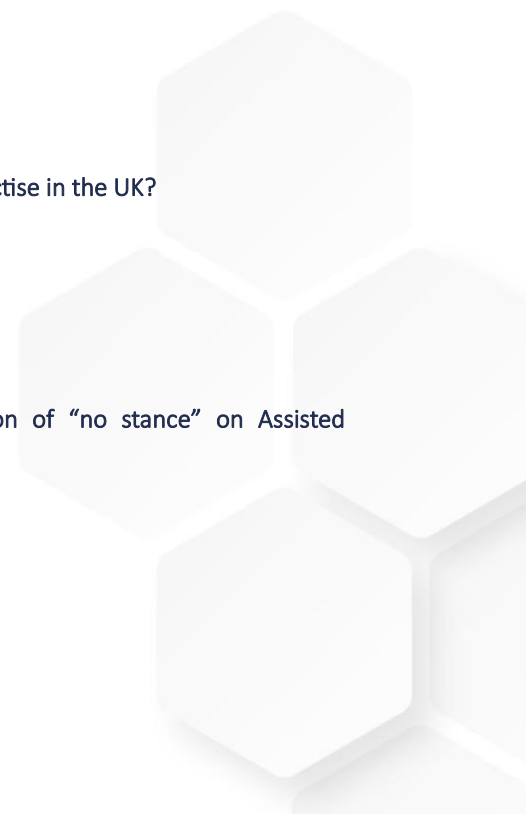 ctise in the UK?
on of “no stance” on Assisted